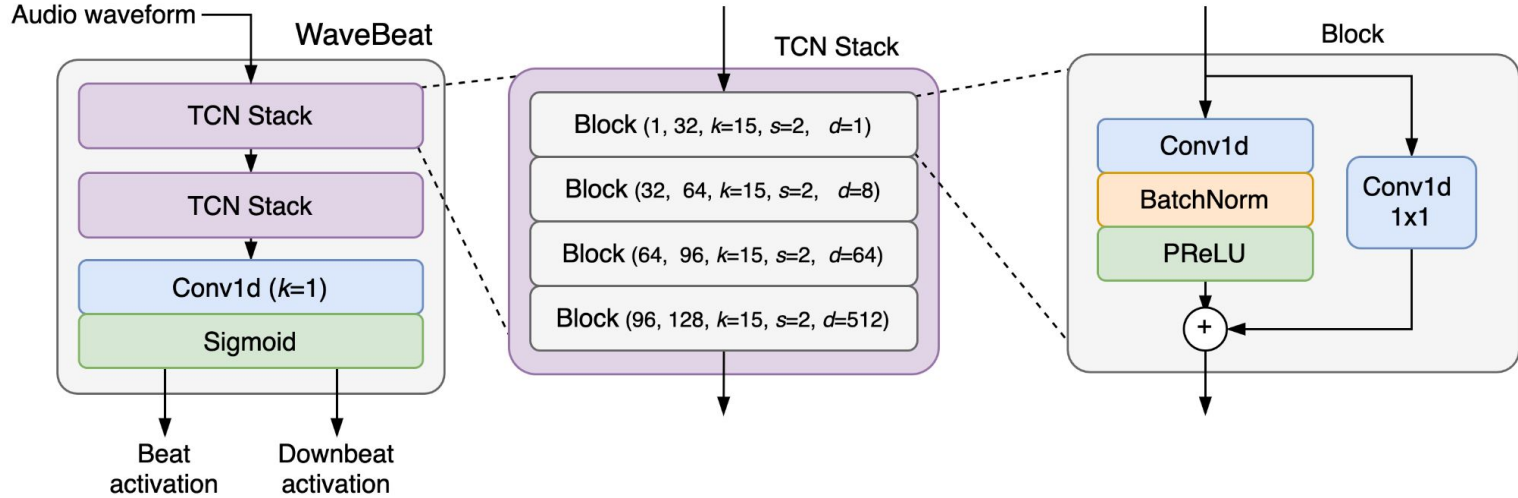 Audio waveform
WaveBeat
TCN Stack
TCN Stack
Conv1d (k=1)
Sigmoid
Beat
activation
Downbeat
activation
TCN Stack
Block (1, 32, k=15, s=2, d=1)
Block (32, 64, k=15, s=2, d=8)
Block (64, 96, k=15, s=2, d=64)
Block (96, 128, k=15, s=2, d=512)
Block
Conv1d
BatchNorm
PReLU
Conv1d
1x1
+